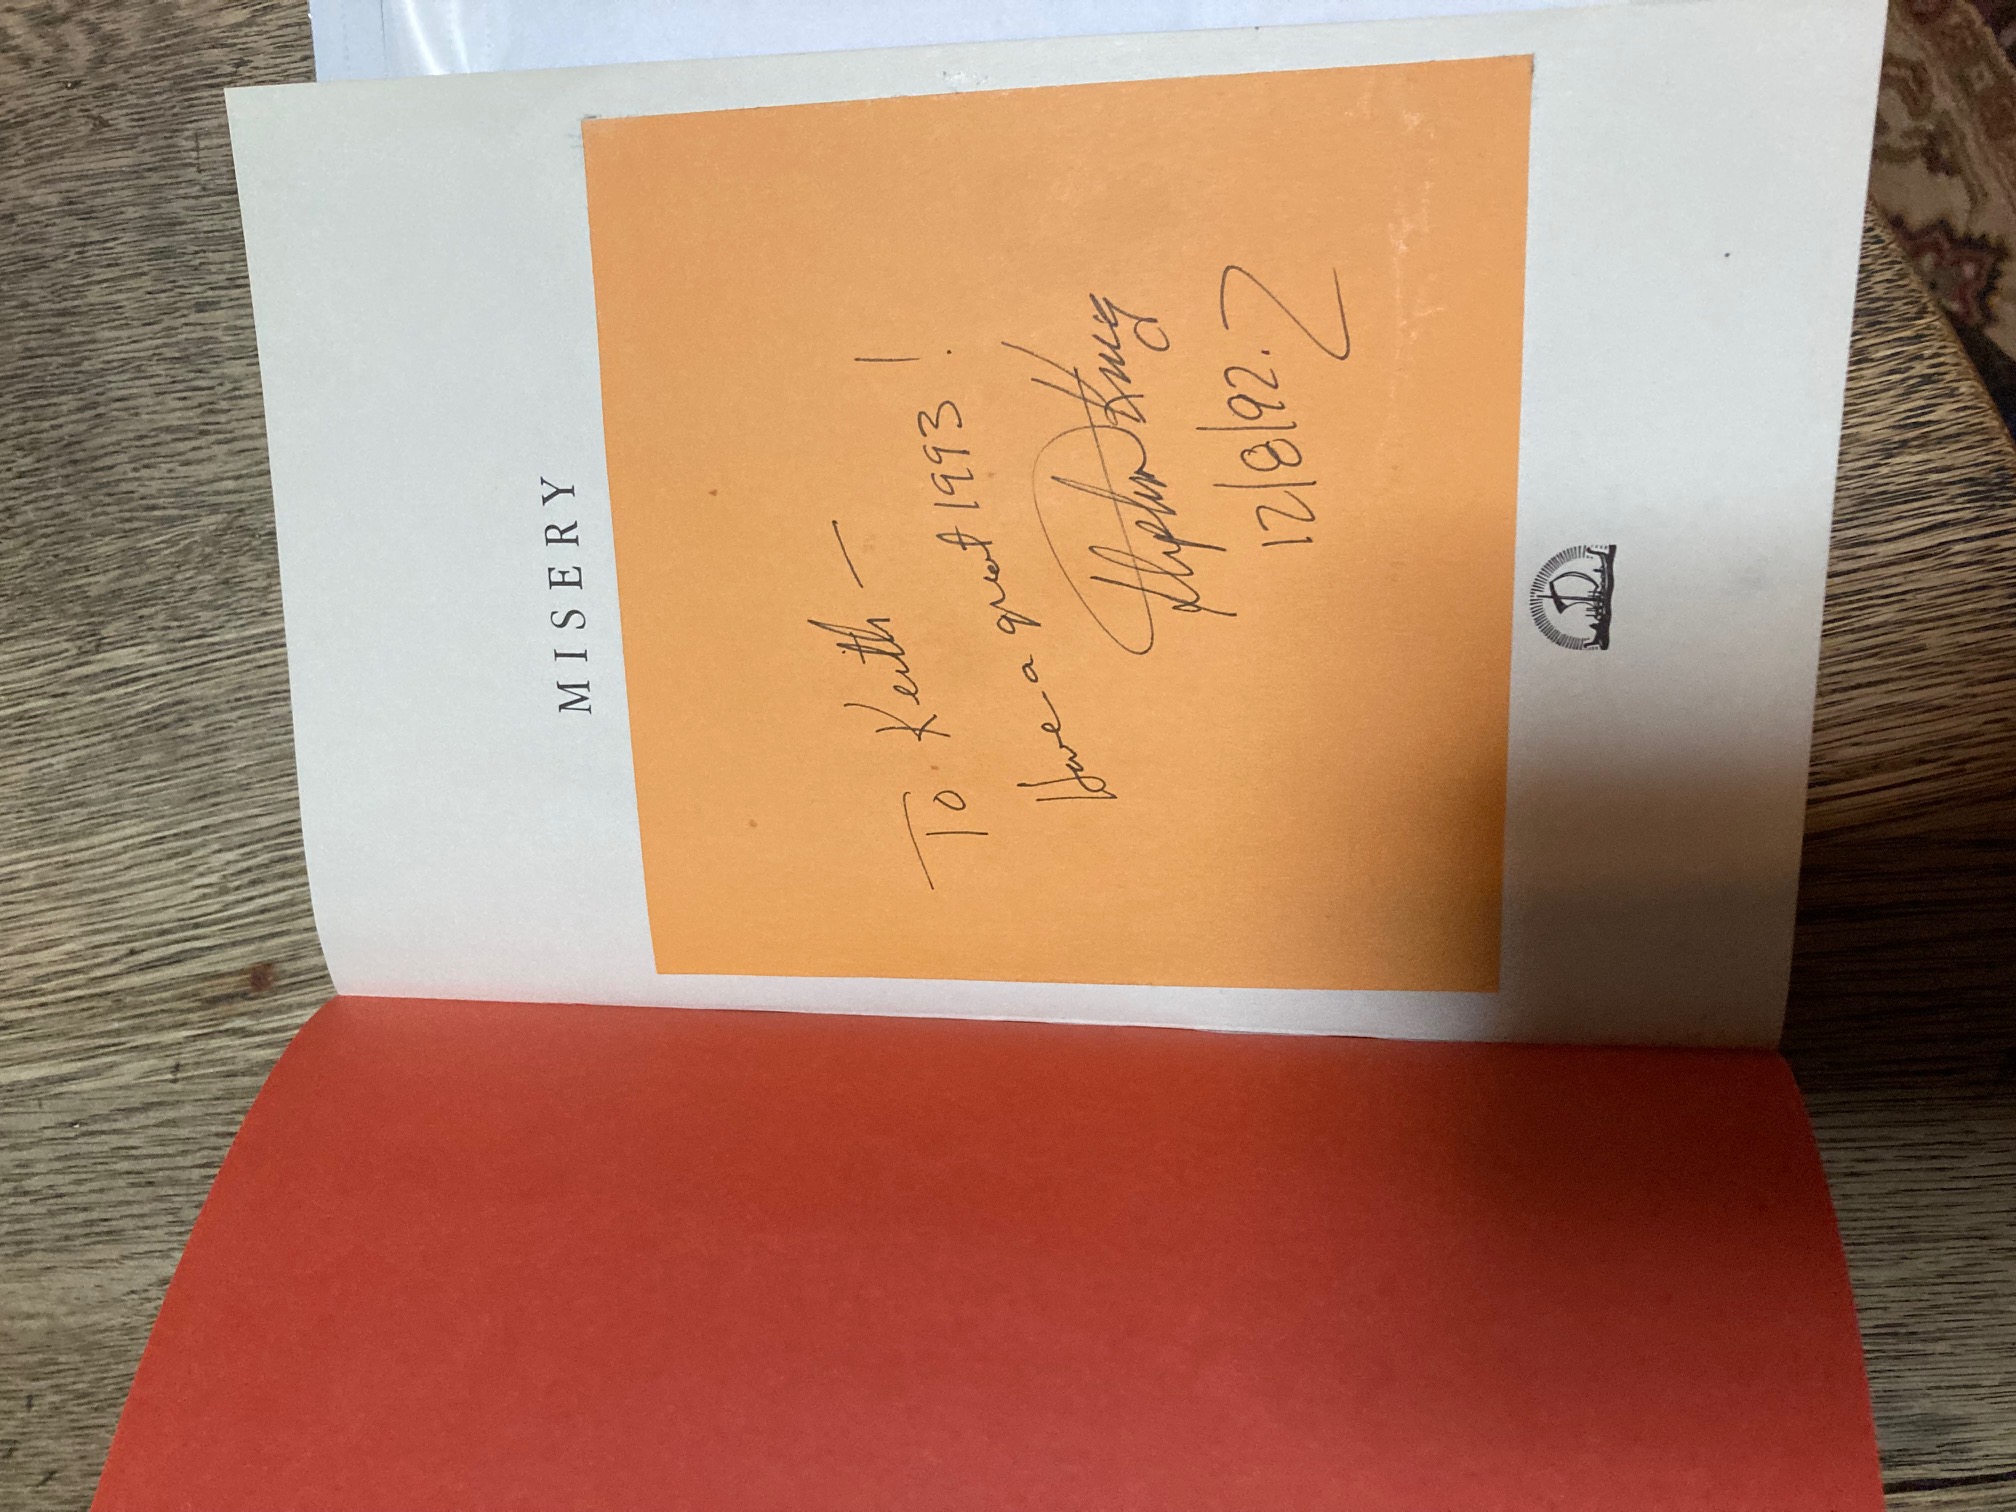 MISERY
To Keith —
Have a great 1993!
Stephen King
12/8/92.